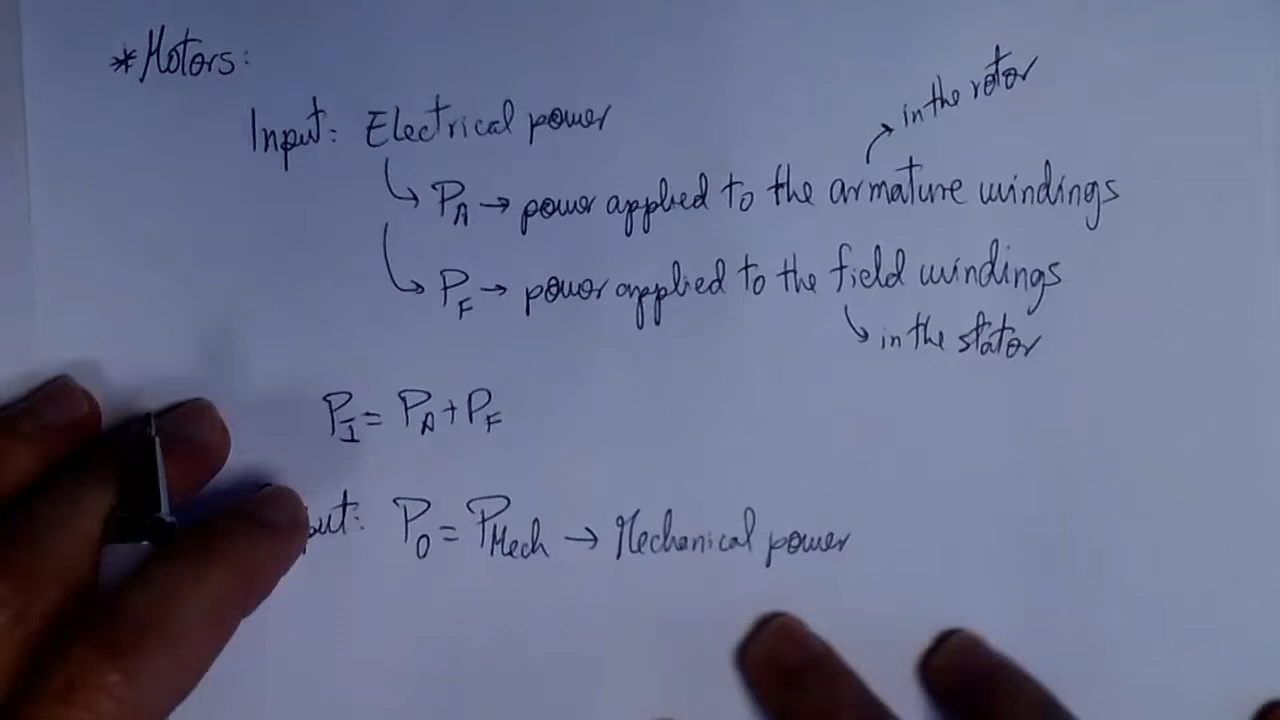 *Motors:
in the rotor
Input: Electrical power
P_A → power applied to the armature windings
P_F → power applied to the field windings
in the stator
P_I = P_A + P_F
put: P_O = P_Mech → Mechanical power